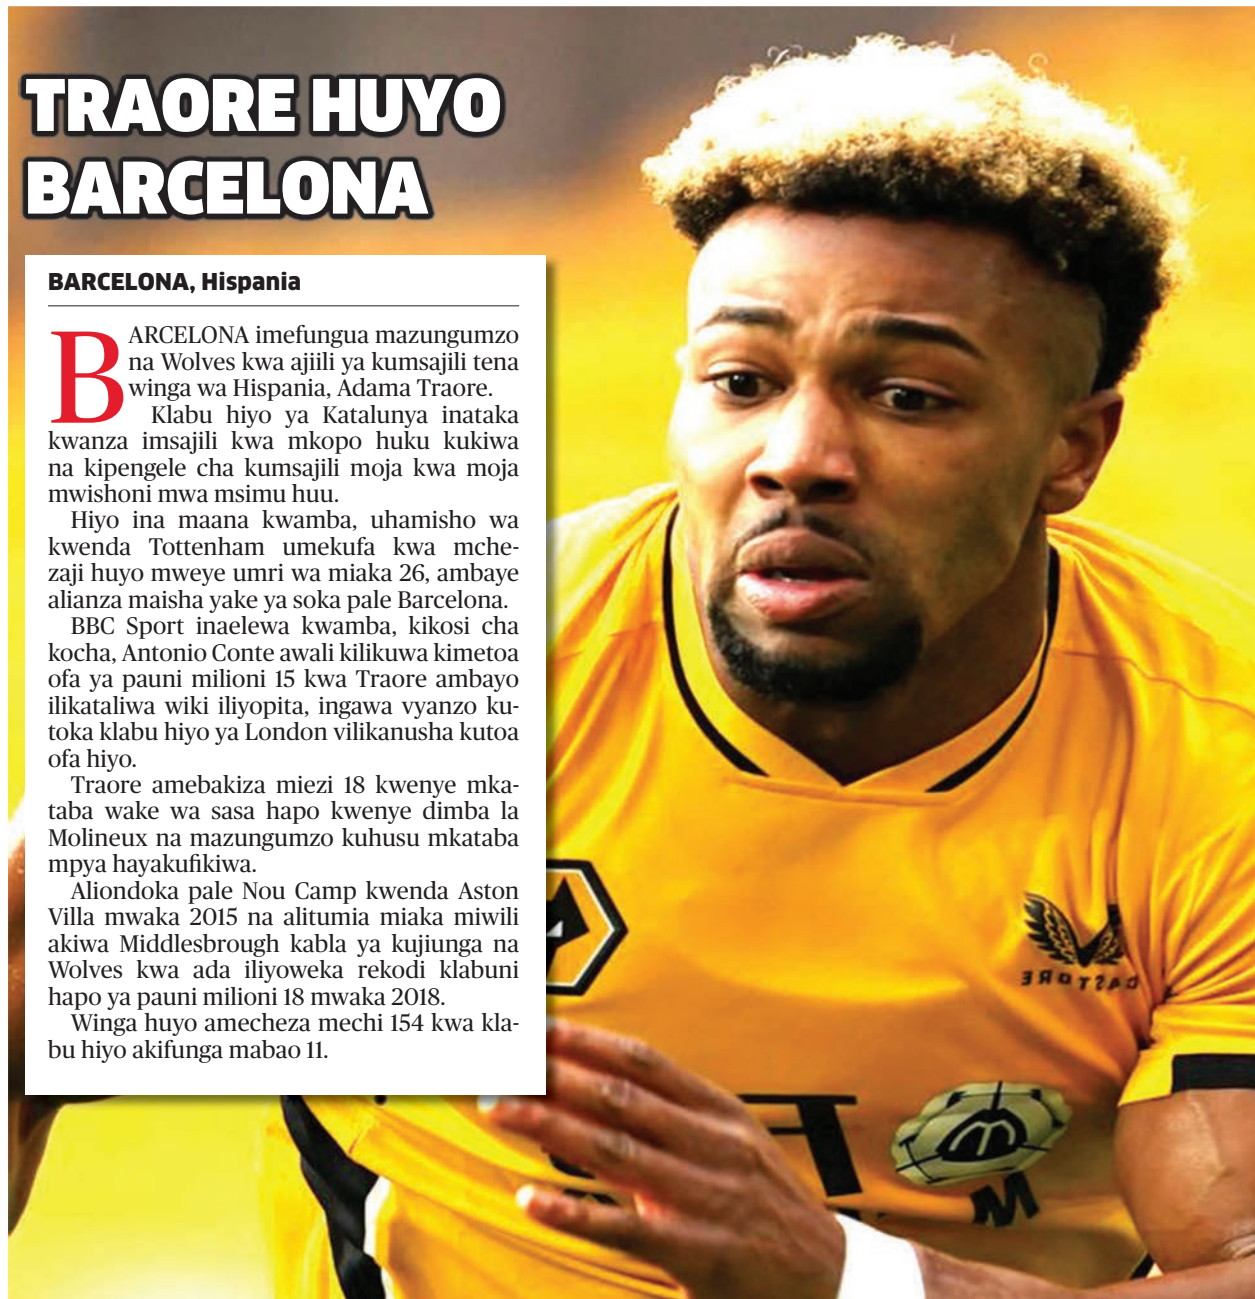 TRAORE HUYO
BARCELONA
BARCELONA, Hispania
BARCELONA imefungua mazungumzo
na Wolves kwa ajiili ya kumsajili tena
winga wa Hispania, Adama Traore.
Klabu hiyo ya Katalunya inataka
kwanza imsajili kwa mkopo huku kukiwa
na kipengele cha kumsajili moja kwa moja
mwishoni mwa msimu huu.
Hiyo ina maana kwamba, uhamisho wa
kwenda Tottenham umekufa kwa mche-
zaji huyo mweye umri wa miaka 26, ambaye
alianza maisha yake ya soka pale Barcelona.
BBC Sport inaelewa kwamba, kikosi cha
kocha, Antonio Conte awali kilikuwa kimetoa
ofa ya pauni milioni 15 kwa Traore ambayo
ilikataliwa wiki iliyopita, ingawa vyanzo ku-
toka klabu hiyo ya London vilikanusha kutoa
ofa hiyo.
Traore amebakiza miezi 18 kwenye mka-
taba wake wa sasa hapo kwenye dimba la
Molineux na mazungumzo kuhusu mkataba
mpya hayakufikiwa.
Aliondoka pale Nou Camp kwenda Aston
Villa mwaka 2015 na alitumia miaka miwili
akiwa Middlesbrough kabla ya kujiunga na
Wolves kwa ada iliyoweka rekodi klabuni
hapo ya pauni milioni 18 mwaka 2018.
Winga huyo amecheza mechi 154 kwa kla-
bu hiyo akifunga mabao 11.
CASTORE